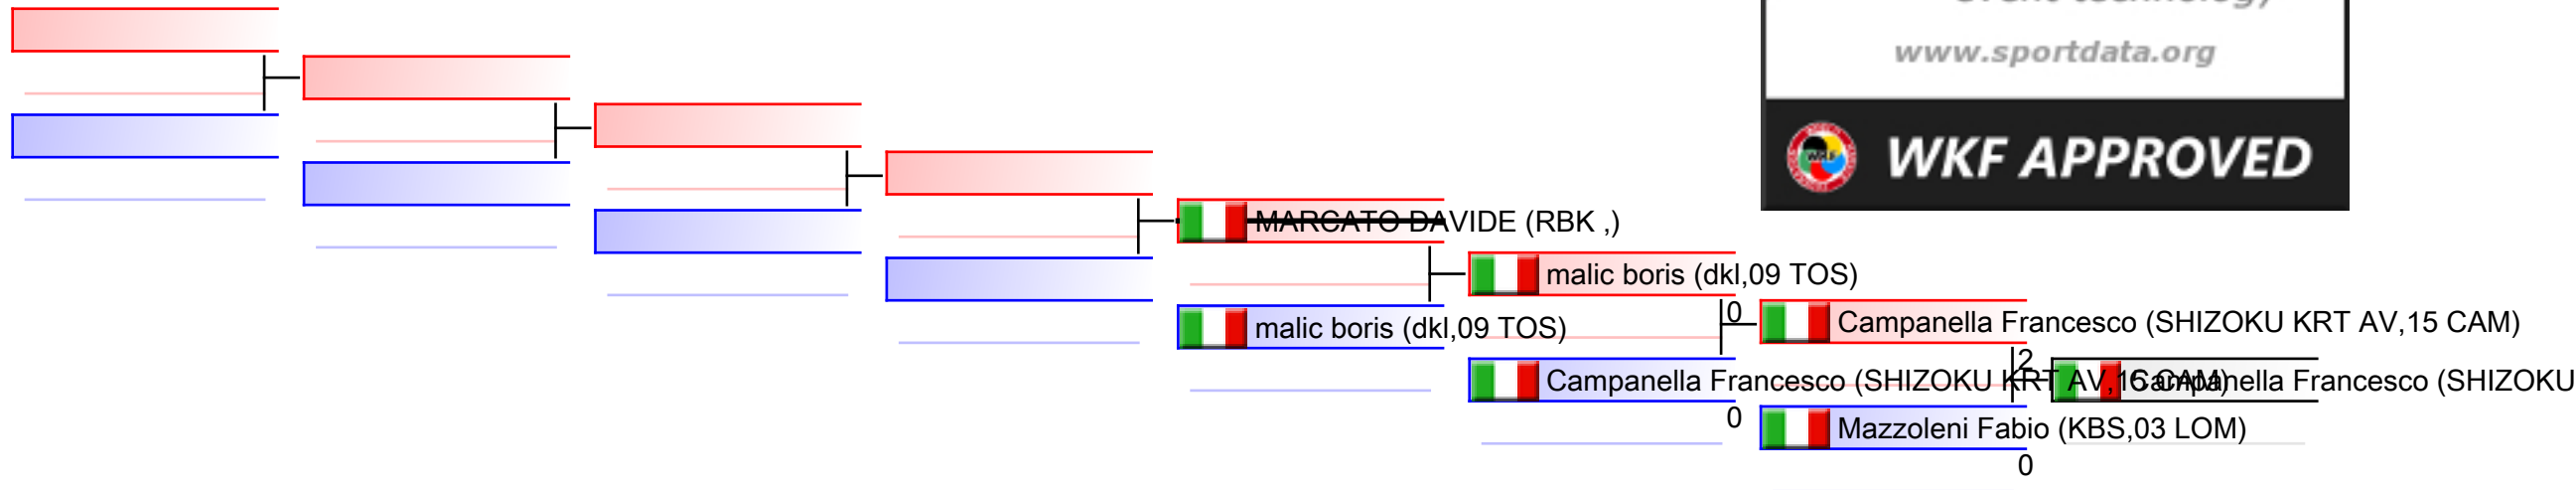 www.sportdata.org
WKF APPROVED
MARCATO DAVIDE (RBK ,)
malic boris (dkl,09 TOS)
0
malic boris (dkl,09 TOS)
Campanella Francesco (SHIZOKU KRT AV,15 CAM)
2
Campanella Francesco (SHIZOKU KRT AV,15 CAM)
Campanella Francesco (SHIZOKU
0
Mazzoleni Fabio (KBS,03 LOM)
0